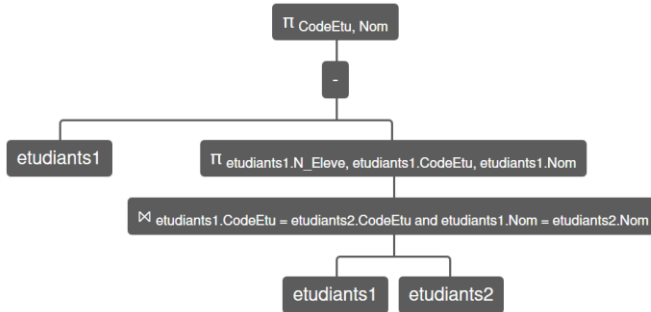 π CodeEtu, Nom
-
etudiants1
π etudiants1.N_Eleve, etudiants1.CodeEtu, etudiants1.Nom
⋈ etudiants1.CodeEtu = etudiants2.CodeEtu and etudiants1.Nom = etudiants2.Nom
etudiants1
etudiants2